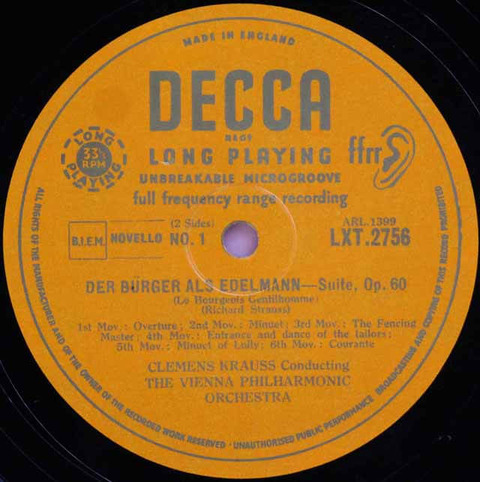 MADE IN ENGLAND
DECCA
REGD
LONG PLAYING
UNBREAKABLE MICROGROOVE
full frequency range recording
ffrr
LONG 33⅓ RPM PLAYING
B.I.E.M.
NOVELLO
(2 Sides)
NO. 1
ARL.1399
LXT.2756
DER BÜRGER ALS EDELMANN—Suite, Op. 60
(Le Bourgeois Gentilhomme)
(Richard Strauss)
1st Mov: Overture; 2nd Mov.: Minuet; 3rd Mov.: The Fencing
Master; 4th Mov.: Entrance and dance of the tailors;
5th Mov.: Minuet of Lully; 6th Mov.: Courante
CLEMENS KRAUSS Conducting
THE VIENNA PHILHARMONIC
ORCHESTRA
ALL RIGHTS OF THE MANUFACTURER AND OF THE OWNER OF THE RECORDED WORK RESERVED · UNAUTHORISED PUBLIC PERFORMANCE BROADCASTING AND COPYING OF THIS RECORD PROHIBITED